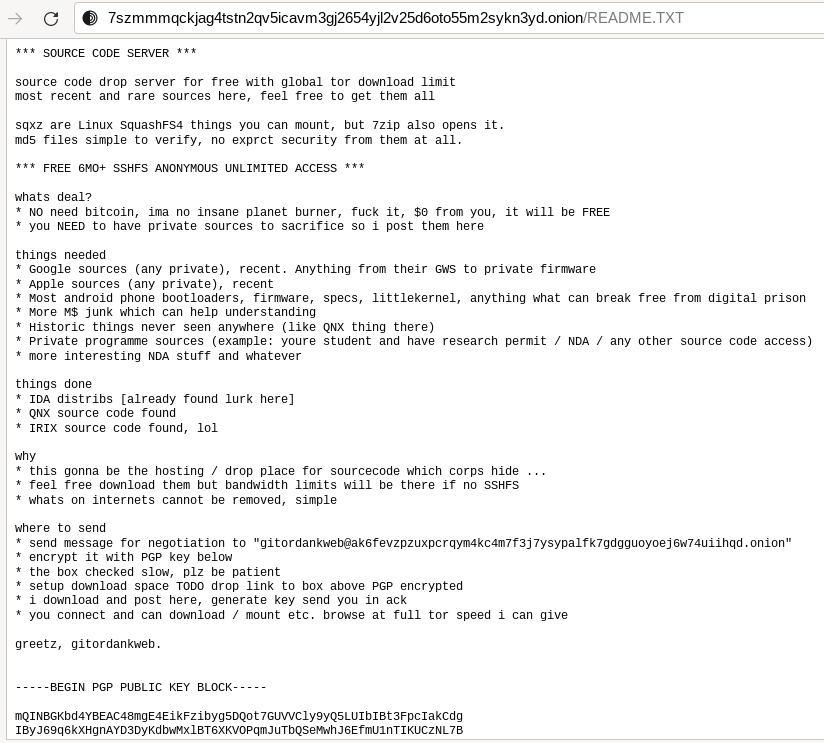 7szmmmqckjag4tstn2qv5icavm3gj2654yjl2v25d6oto55m2sykn3yd.onion/README.TXT
*** SOURCE CODE SERVER ***
source code drop server for free with global tor download limit
most recent and rare sources here, feel free to get them all
sqxz are Linux SquashFS4 things you can mount, but 7zip also opens it.
md5 files simple to verify, no exprct security from them at all.
*** FREE 6MO+ SSHFS ANONYMOUS UNLIMITED ACCESS ***
whats deal?
* NO need bitcoin, ima no insane planet burner, fuck it, $0 from you, it will be FREE
* you NEED to have private sources to sacrifice so i post them here
things needed
* Google sources (any private), recent. Anything from their GWS to private firmware
* Apple sources (any private), recent
* Most android phone bootloaders, firmware, specs, littlekernel, anything what can break free from digital prison
* More M$ junk which can help understanding
* Historic things never seen anywhere (like QNX thing there)
* Private programme sources (example: youre student and have research permit / NDA / any other source code access)
* more interesting NDA stuff and whatever
things done
* IDA distribs [already found lurk here]
* QNX source code found
* IRIX source code found, lol
why
* this gonna be the hosting / drop place for sourcecode which corps hide ...
* feel free download them but bandwidth limits will be there if no SSHFS
* whats on internets cannot be removed, simple
where to send
* send message for negotiation to "gitordankweb@ak6fevzpzuxpcrqym4kc4m7f3j7ysypalfk7gdgguoyoej6w74uiihqd.onion"
* encrypt it with PGP key below
* the box checked slow, plz be patient
* setup download space TODO drop link to box above PGP encrypted
* i download and post here, generate key send you in ack
* you connect and can download / mount etc. browse at full tor speed i can give
greetz, gitordankweb.
-----BEGIN PGP PUBLIC KEY BLOCK-----
mQINBGKbd4YBEAC48mgE4EikFzibyg5DQot7GUVVCly9yQ5LUIbIBt3FpcIakCdg
IByJ69q6kXHgnAYD3DyKdbwMxlBT6XKVOPqmJuTbQSeMwhJ6EfmU1nTIKUCzNL7B